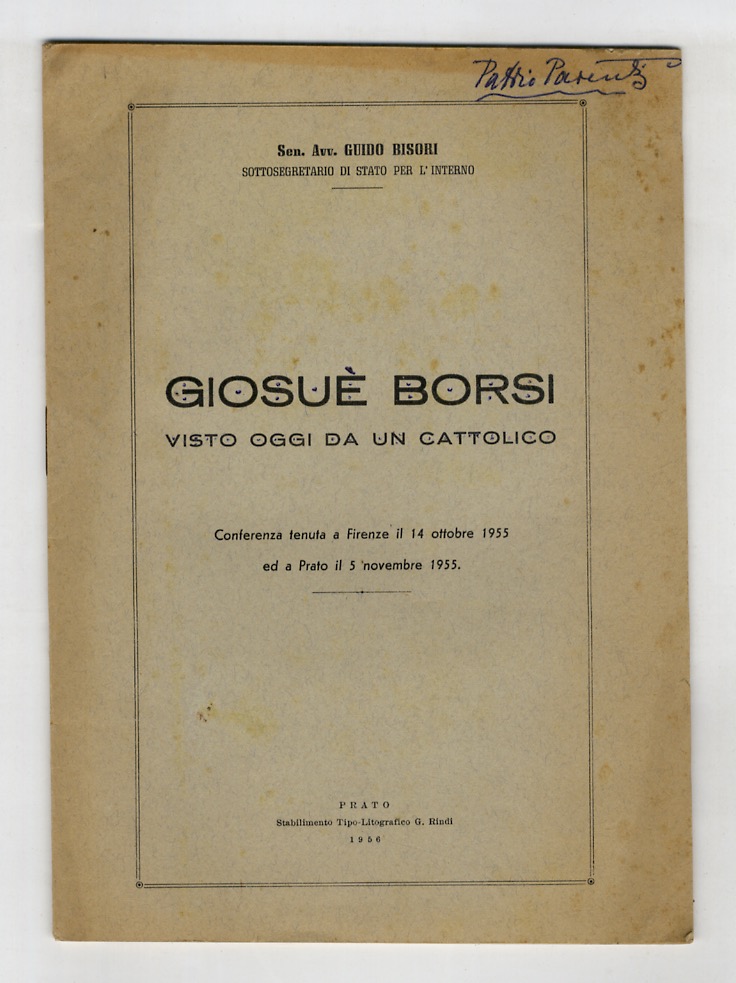 Parenti
Sen. Avv. GUIDO BISORI
SOTTOSEGRETARIO DI STATO PER L'INTERNO
GIOSUÈ BORSI
VISTO OGGI DA UN CATTOLICO
Conferenza tenuta a Firenze il 14 ottobre 1955
ed a Prato il 5 novembre 1955.
PRATO
Stabilimento Tipo-Litografico G. Rindi
1956